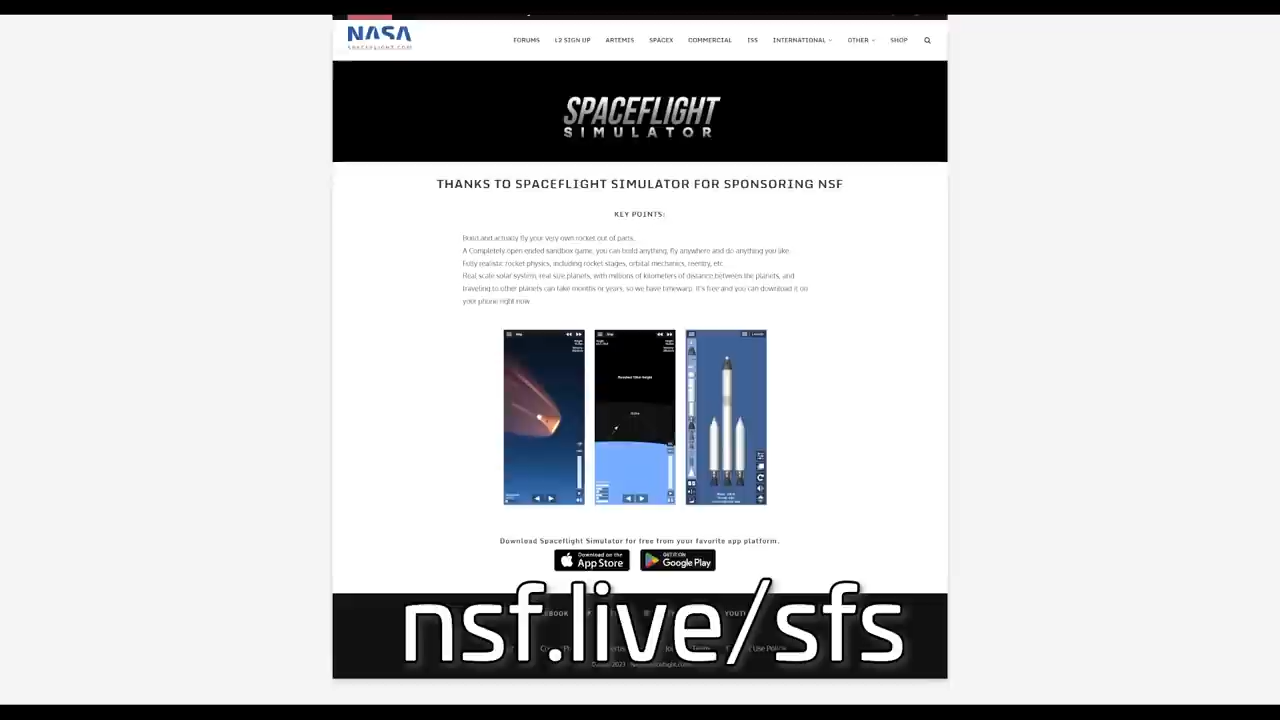 NASA
SPACEFLIGHT.COM
FORUMS L2 SIGN UP ARTEMIS SPACEX COMMERCIAL ISS INTERNATIONAL OTHER SHOP
SPACEFLIGHT
SIMULATOR
THANKS TO SPACEFLIGHT SIMULATOR FOR SPONSORING NSF
KEY POINTS:
Build and actually fly your very own rocket out of parts.
A Completely open ended sandbox game, you can build anything, fly anywhere and do anything you like.
Fully realistic rocket physics, including rocket stages, orbital mechanics, reentry, etc.
Real scale solar system, real size planets, with millions of kilometers of distance between the planets, and
traveling to other planets can take months or years, so we have timewarp. It's free and you can download it on
your phone right now
Download Spaceflight Simulator for free from your favorite app platform.
Download on the
App Store
GET IT ON
Google Play
nsf.live/sfs
Use Policy